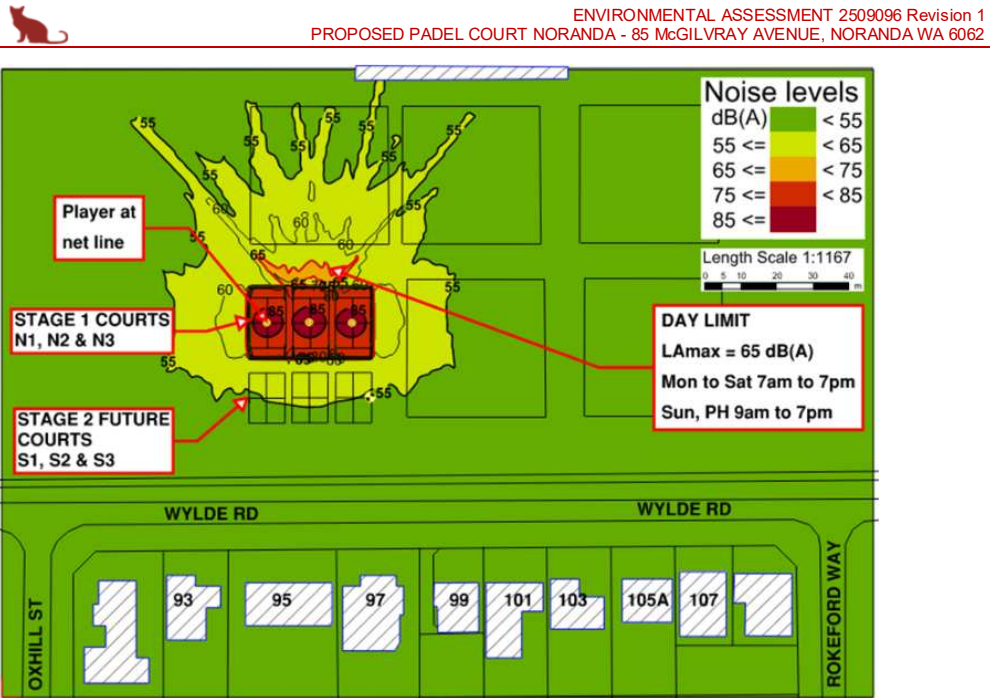 ENVIRONMENTAL ASSESSMENT 2509096 Revision 1
PROPOSED PADEL COURT NORANDA - 85 McGILVRAY AVENUE, NORANDA WA 6062
Noise levels
dB(A)
< 55
55 <= < 65
65 <= < 75
75 <= < 85
85 <=
Length Scale 1:1167
0 5 10 20 30 40
m
55
55
55
55
55
55
55
55
55
55
60
60
60
65
55
60
55
85
85
85
55
55
Player at
net line
STAGE 1 COURTS
N1, N2 & N3
STAGE 2 FUTURE
COURTS
S1, S2 & S3
DAY LIMIT
LAmax = 65 dB(A)
Mon to Sat 7am to 7pm
Sun, PH 9am to 7pm
WYLDE RD
WYLDE RD
OXHILL ST
ROKEFORD WAY
93
95
97
99
101
103
105A
107